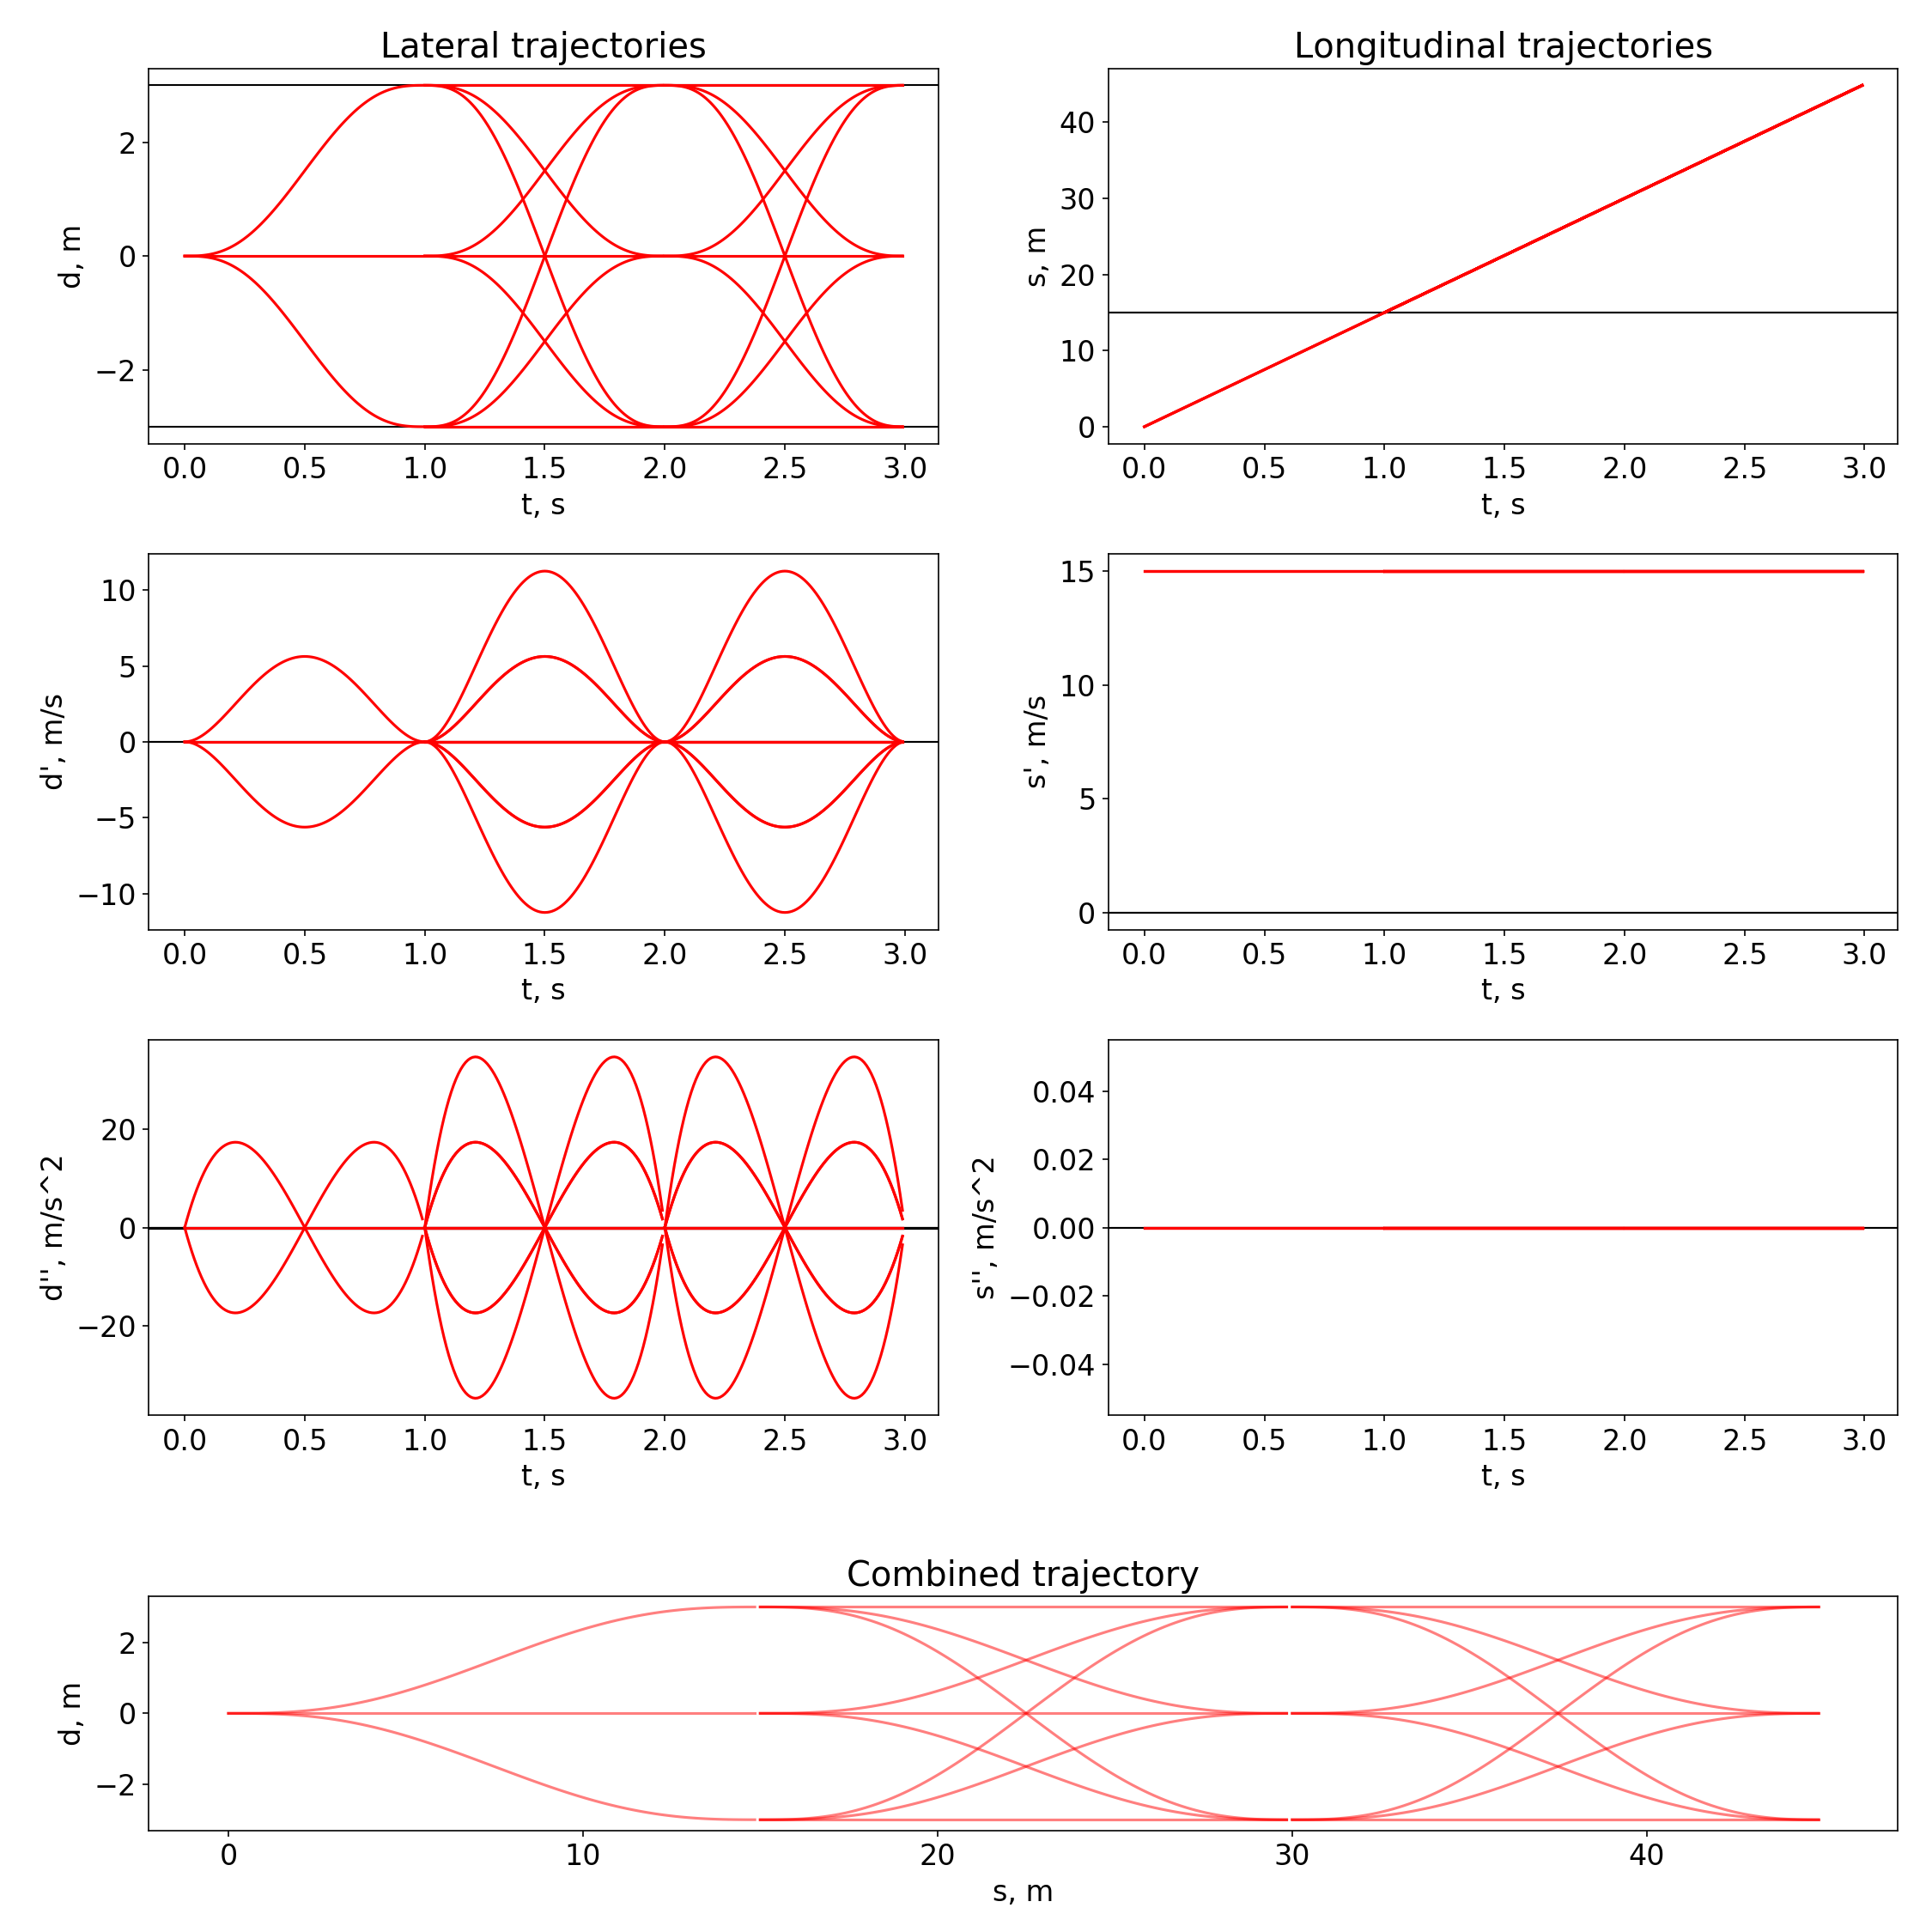 Lateral trajectories
d, m
2
0
−2
0.0 0.5 1.0 1.5 2.0 2.5 3.0
t, s
Longitudinal trajectories
s, m
40
30
20
10
0
0.0 0.5 1.0 1.5 2.0 2.5 3.0
t, s
d', m/s
10
5
0
−5
−10
0.0 0.5 1.0 1.5 2.0 2.5 3.0
t, s
s', m/s
15
10
5
0
0.0 0.5 1.0 1.5 2.0 2.5 3.0
t, s
d'', m/s^2
20
0
−20
0.0 0.5 1.0 1.5 2.0 2.5 3.0
t, s
s'', m/s^2
0.04
0.02
0.00
−0.02
−0.04
0.0 0.5 1.0 1.5 2.0 2.5 3.0
t, s
Combined trajectory
d, m
2
0
−2
0 10 20 30 40
s, m